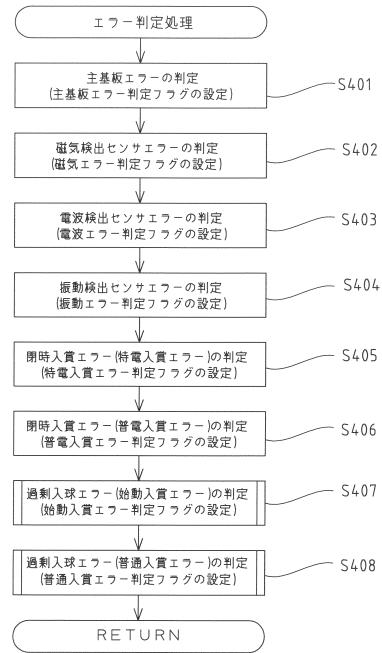 エラー判定処理
主基板エラーの判定
(主基板エラー判定フラグの設定)
S401
磁気検出センサエラーの判定
(磁気エラー判定フラグの設定)
S402
電波検出センサエラーの判定
(電波エラー判定フラグの設定)
S403
振動検出センサエラーの判定
(振動エラー判定フラグの設定)
S404
閉時入賞エラー(特電入賞エラー)の判定
(特電入賞エラー判定フラグの設定)
S405
閉時入賞エラー(普電入賞エラー)の判定
(普電入賞エラー判定フラグの設定)
S406
過剰入球エラー(始動入賞エラー)の判定
(始動入賞エラー判定フラグの設定)
S407
過剰入球エラー(普通入賞エラー)の判定
(普通入賞エラー判定フラグの設定)
S408
RETURN